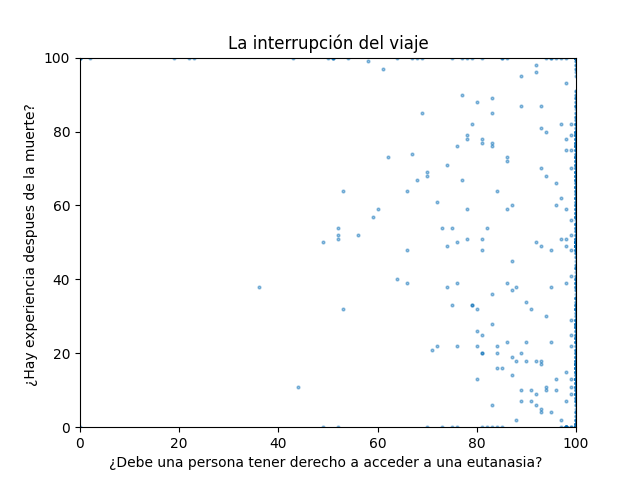 La interrupción del viaje
¿Hay experiencia despues de la muerte?
100
80
60
40
20
0
0 20 40 60 80 100
¿Debe una persona tener derecho a acceder a una eutanasia?